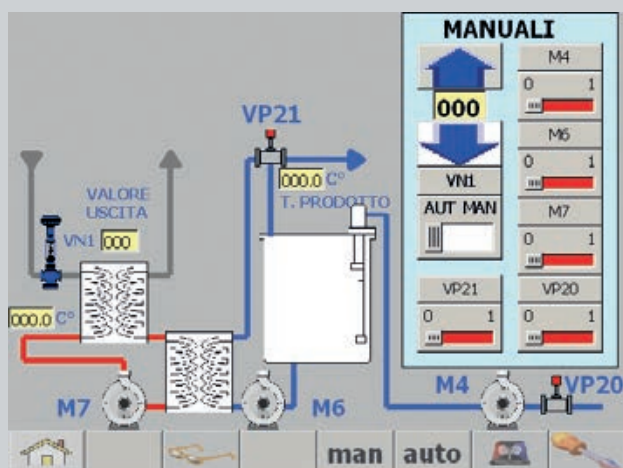 MANUALI
M4
0 1
000
M6
0 1
VP21
VN1
000.0 C°
T. PRODOTTO
VALORE
USCITA
VN1 000
AUT MAN
M7
0 1
VP21
0 1
VP20
0 1
000.0 C°
M7
M6
M4
VP20
man
auto